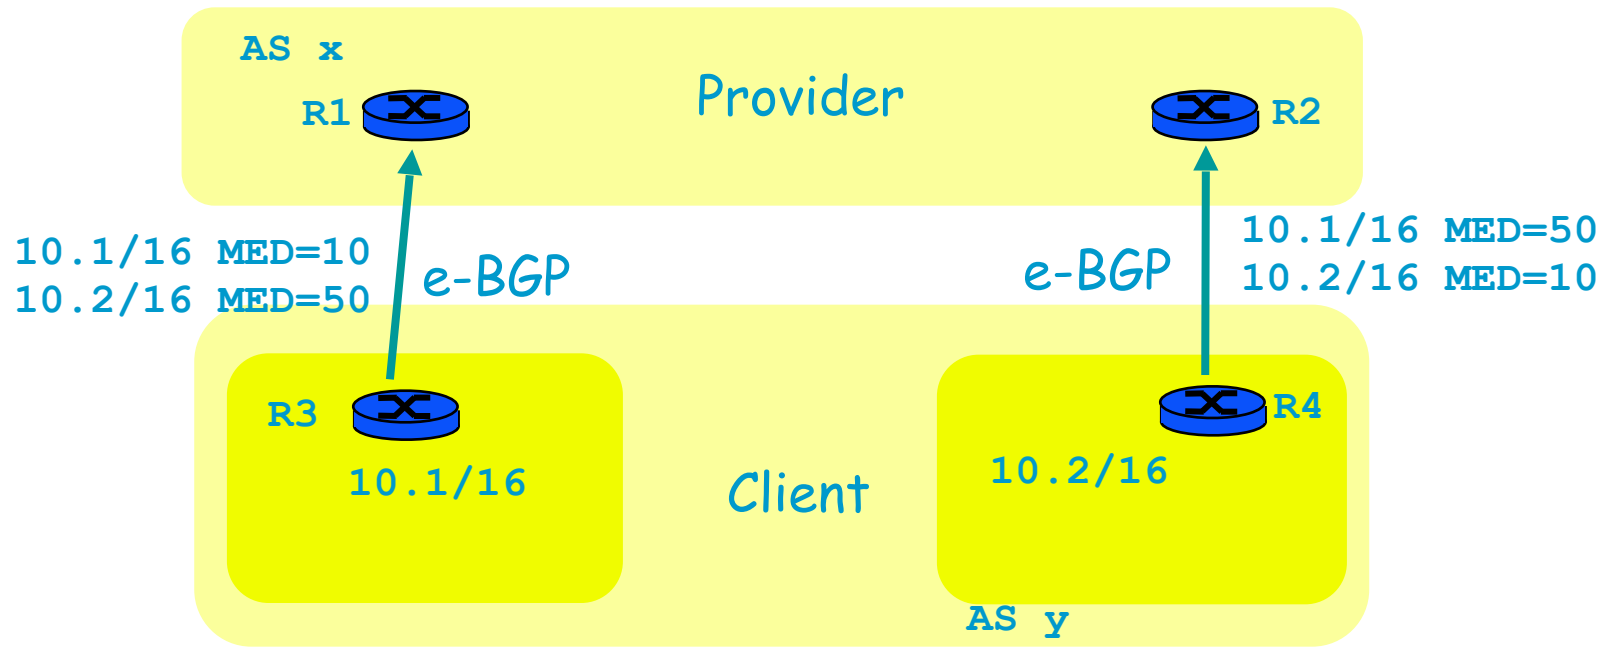 AS x
Provider
R1
R2
10.1/16 MED=10
10.2/16 MED=50
e-BGP
e-BGP
10.1/16 MED=50
10.2/16 MED=10
R3
R4
10.1/16
Client
10.2/16
AS y